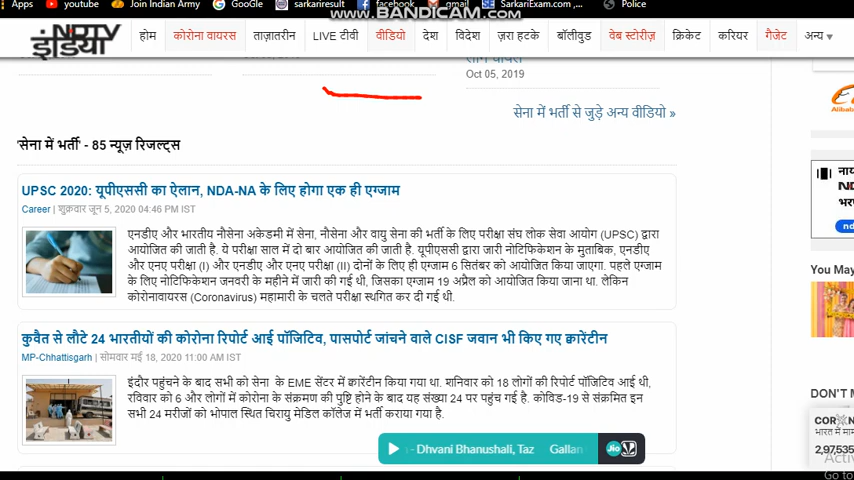 Apps youtube Join Indian Army GooGle sarkariresult facebook gmail SarkariExam.com ,... Police
www.BANDICAM.com
NDTV
इंडिया
होम कोरोना वायरस ताज़ातरीन LIVE टीवी वीडियो देश विदेश ज़रा हटके बॉलीवुड वेब स्टोरीज़ क्रिकेट करियर गैजेट अन्य
Oct 05, 2019
सेना में भर्ती से जुड़े अन्य वीडियो »
'सेना में भर्ती' - 85 न्यूज़ रिजल्ट्स
UPSC 2020: यूपीएससी का ऐलान, NDA-NA के लिए होगा एक ही एग्जाम
Career | शुक्रवार जून 5, 2020 04:46 PM IST
एनडीए और भारतीय नौसेना अकेडमी में सेना, नौसेना और वायु सेना की भर्ती के लिए परीक्षा संघ लोक सेवा आयोग (UPSC) द्वारा
आयोजित की जाती है. ये परीक्षा साल में दो बार आयोजित की जाती है. यूपीएससी द्वारा जारी नोटिफिकेशन के मुताबिक, एनडीए
और एनए परीक्षा (I) और एनडीए और एनए परीक्षा (II) दोनों के लिए ही एग्जाम 6 सितंबर को आयोजित किया जाएगा. पहले एग्जाम
के लिए नोटिफिकेशन जनवरी के महीने में जारी की गई थी, जिसका एग्जाम 19 अप्रैल को आयोजित किया जाना था. लेकिन
कोरोनावायरस (Coronavirus) महामारी के चलते परीक्षा स्थगित कर दी गई थी.
कुवैत से लौटे 24 भारतीयों की कोरोना रिपोर्ट आई पॉजिटिव, पासपोर्ट जांचने वाले CISF जवान भी किए गए क्वारेंटीन
MP-Chhattisgarh | सोमवार मई 18, 2020 11:00 AM IST
इंदौर पहुंचने के बाद सभी को सेना के EME सेंटर में क्वारेंटीन किया गया था. शनिवार को 18 लोगों की रिपोर्ट पॉजिटिव आई थी,
रविवार को 6 और लोगों में कोरोना के संक्रमण की पुष्टि होने के बाद यह संख्या 24 पर पहुंच गई है. कोविड-19 से संक्रमित इन
सभी 24 मरीजों को भोपाल स्थित चिरायु मेडिल कॉलेज में भर्ती कराया गया है.
- Dhvani Bhanushali, Taz Gallan
Jio
Alibaba
You May
DON'T M
2,97,535
Activ
Go to